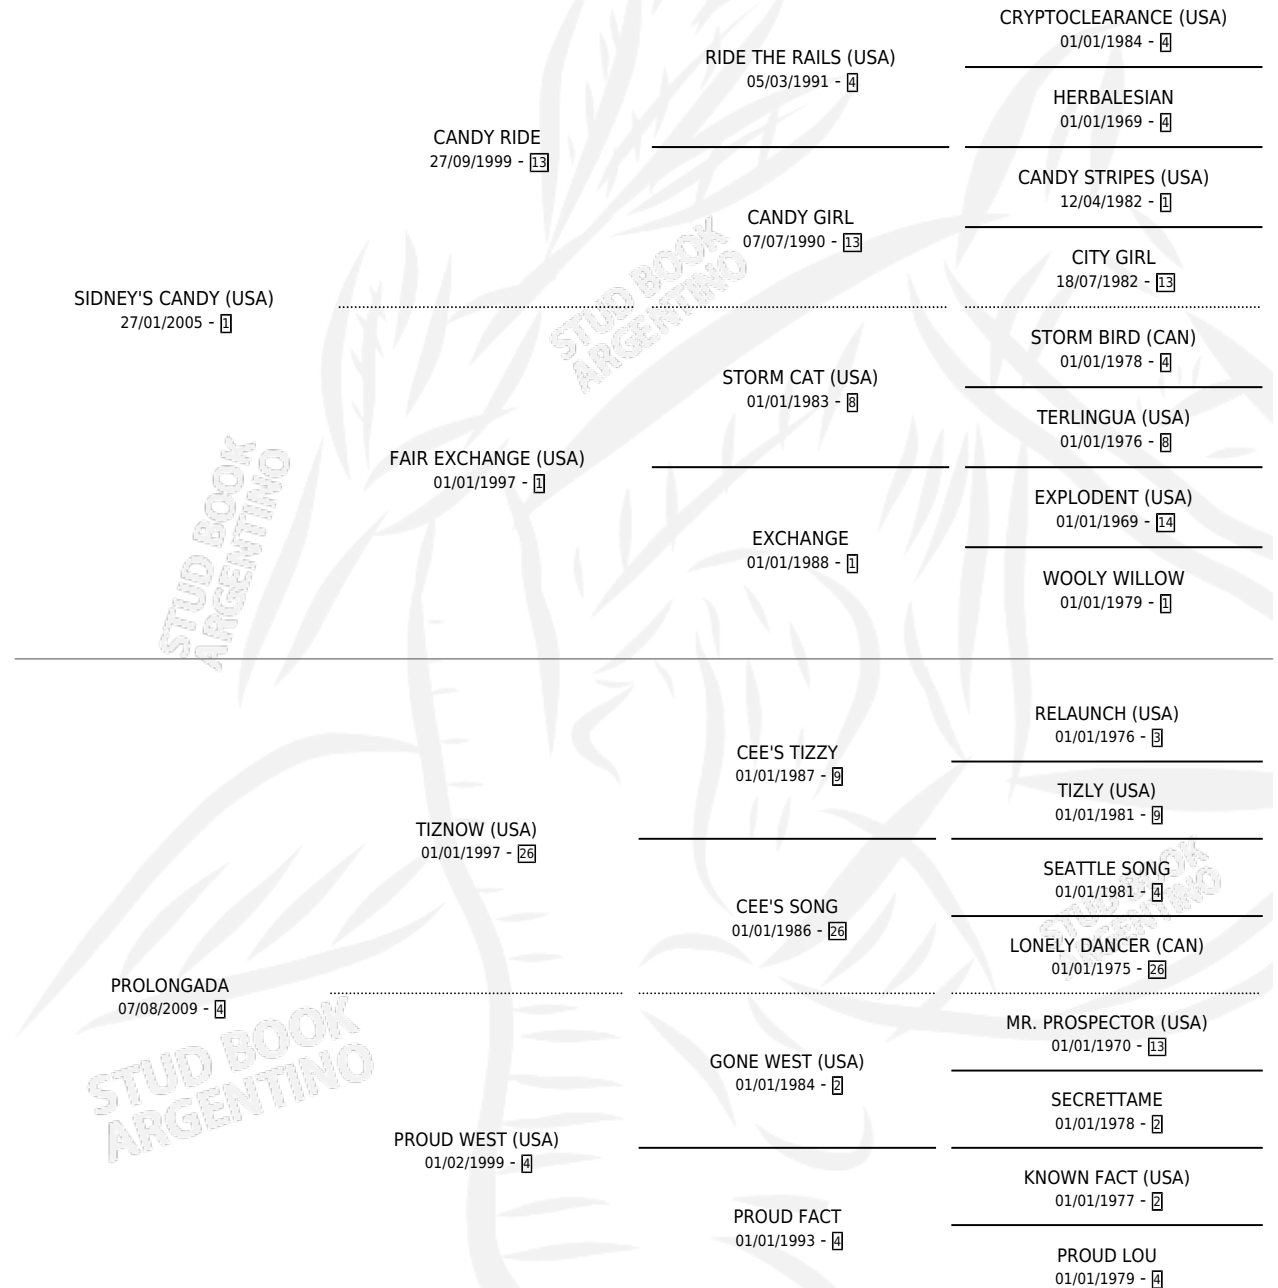 CRYPTOCLEARANCE (USA)
01/01/1984 - 4
RIDE THE RAILS (USA)
05/03/1991 - 4
HERBALESIAN
01/01/1969 - 4
CANDY RIDE
27/09/1999 - 13
CANDY STRIPES (USA)
12/04/1982 - 1
CANDY GIRL
07/07/1990 - 13
CITY GIRL
18/07/1982 - 13
SIDNEY'S CANDY (USA)
27/01/2005 - 1
STUD BOOK
ARGENTINO
STORM BIRD (CAN)
01/01/1978 - 4
STORM CAT (USA)
01/01/1983 - 8
TERLINGUA (USA)
01/01/1976 - 8
FAIR EXCHANGE (USA)
01/01/1997 - 1
EXPLODENT (USA)
01/01/1969 - 14
EXCHANGE
01/01/1988 - 1
WOOLY WILLOW
01/01/1979 - 1
STUD BOOK
ARGENTINO
RELAUNCH (USA)
01/01/1976 - 3
CEE'S TIZZY
01/01/1987 - 9
TIZLY (USA)
01/01/1981 - 9
TIZNOW (USA)
01/01/1997 - 26
SEATTLE SONG
01/01/1981 - 4
CEE'S SONG
01/01/1986 - 26
LONELY DANCER (CAN)
01/01/1975 - 26
STUD BOOK
ARGENTINO
PROLONGADA
07/08/2009 - 4
MR. PROSPECTOR (USA)
01/01/1970 - 13
GONE WEST (USA)
01/01/1984 - 2
SECRETTAME
01/01/1978 - 2
STUD BOOK
ARGENTINO
PROUD WEST (USA)
01/02/1999 - 4
KNOWN FACT (USA)
01/01/1977 - 2
PROUD FACT
01/01/1993 - 4
PROUD LOU
01/01/1979 - 4